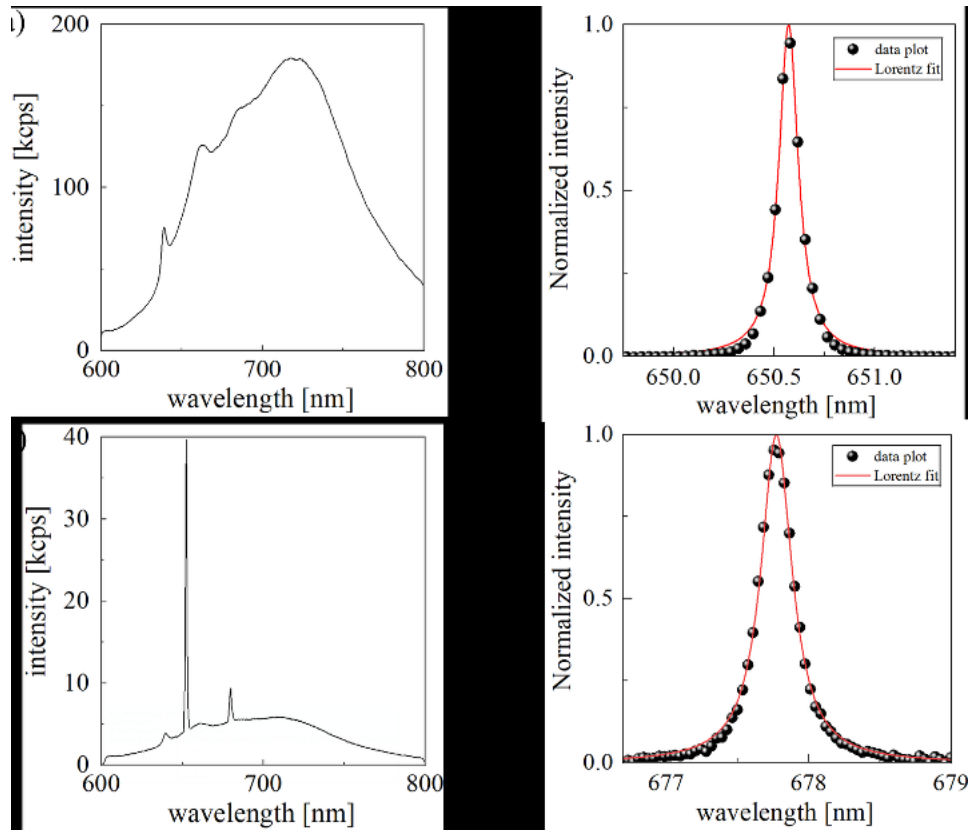 )
200
100
0
600
700
800
intensity [kcps]
wavelength [nm]
1.0
0.5
0.0
650.0
650.5
651.0
Normalized intensity
wavelength [nm]
data plot
Lorentz fit
)
40
30
20
10
0
600
700
800
intensity [kcps]
wavelength [nm]
1.0
0.5
0.0
677
678
679
Normalized intensity
wavelength [nm]
data plot
Lorentz fit